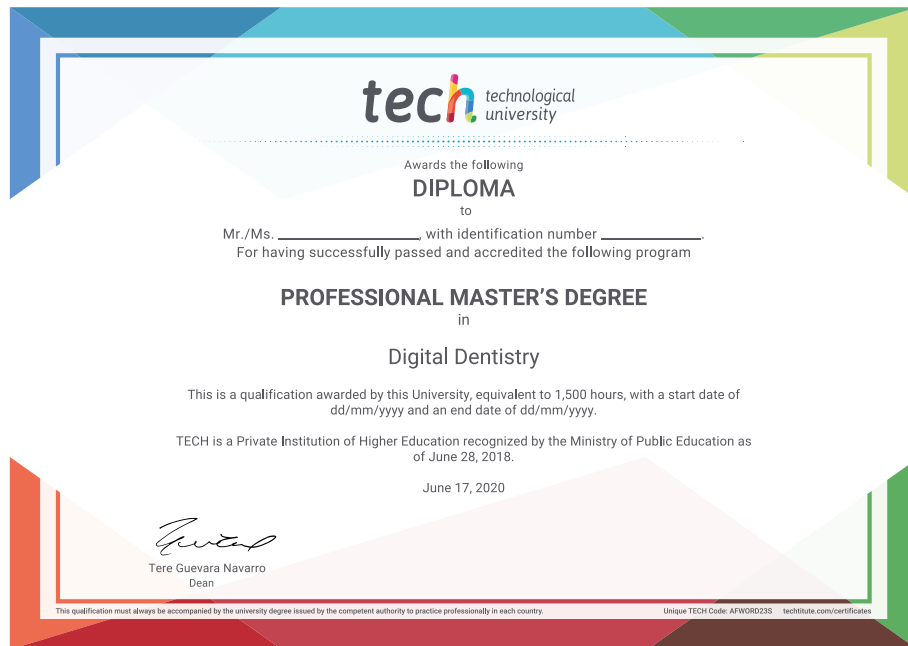 tech technological
university
Awards the following
DIPLOMA
to
Mr./Ms. ____________________, with identification number ______________.
For having successfully passed and accredited the following program
PROFESSIONAL MASTER'S DEGREE
in
Digital Dentistry
This is a qualification awarded by this University, equivalent to 1,500 hours, with a start date of
dd/mm/yyyy and an end date of dd/mm/yyyy.
TECH is a Private Institution of Higher Education recognized by the Ministry of Public Education as
of June 28, 2018.
June 17, 2020
Tere Guevara Navarro
Dean
This qualification must always be accompanied by the university degree issued by the competent authority to practice professionally in each country.
Unique TECH Code: AFWORD23S techtitute.com/certificates